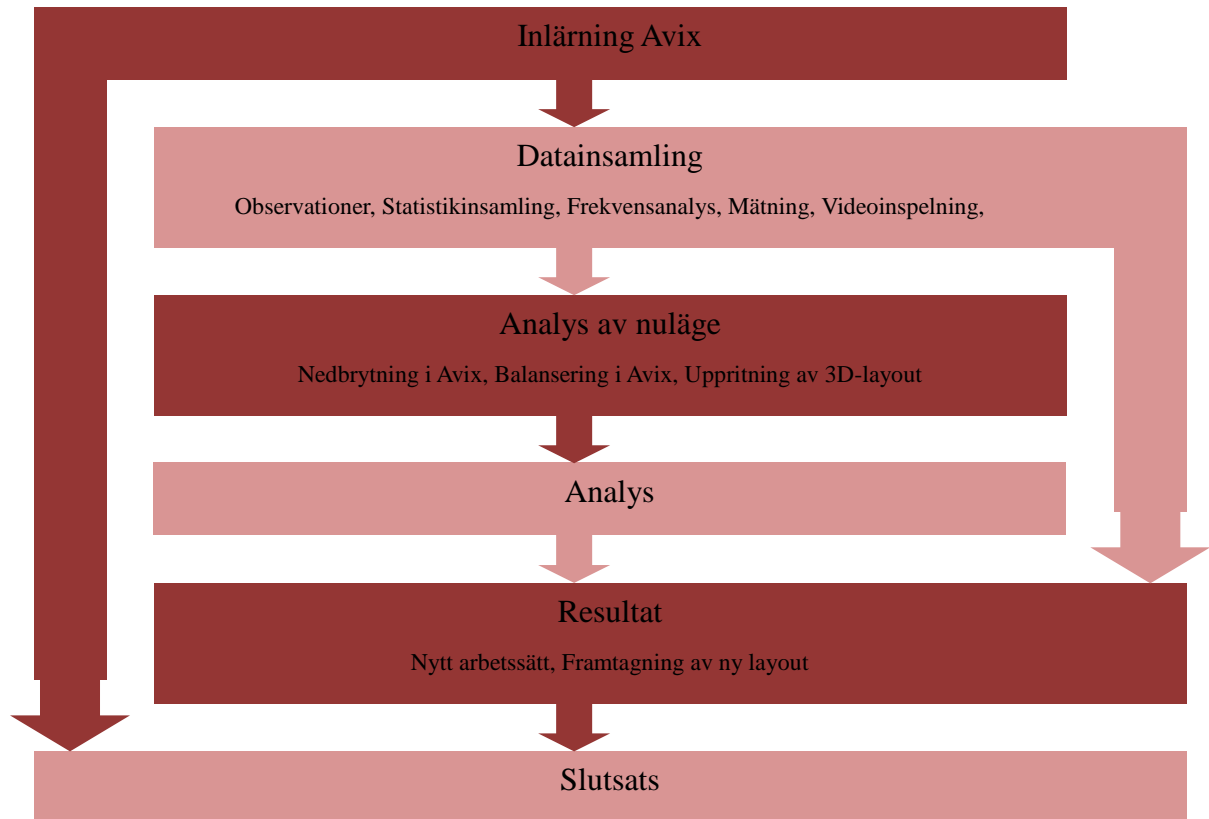 Inlärning Avix
Datainsamling
Observationer, Statistikinsamling, Frekvensanalys, Mätning, Videoinspelning,
Analys av nuläge
Nedbrytning i Avix, Balansering i Avix, Uppritning av 3D-layout
Analys
Resultat
Nytt arbetssätt, Framtagning av ny layout
Slutsats